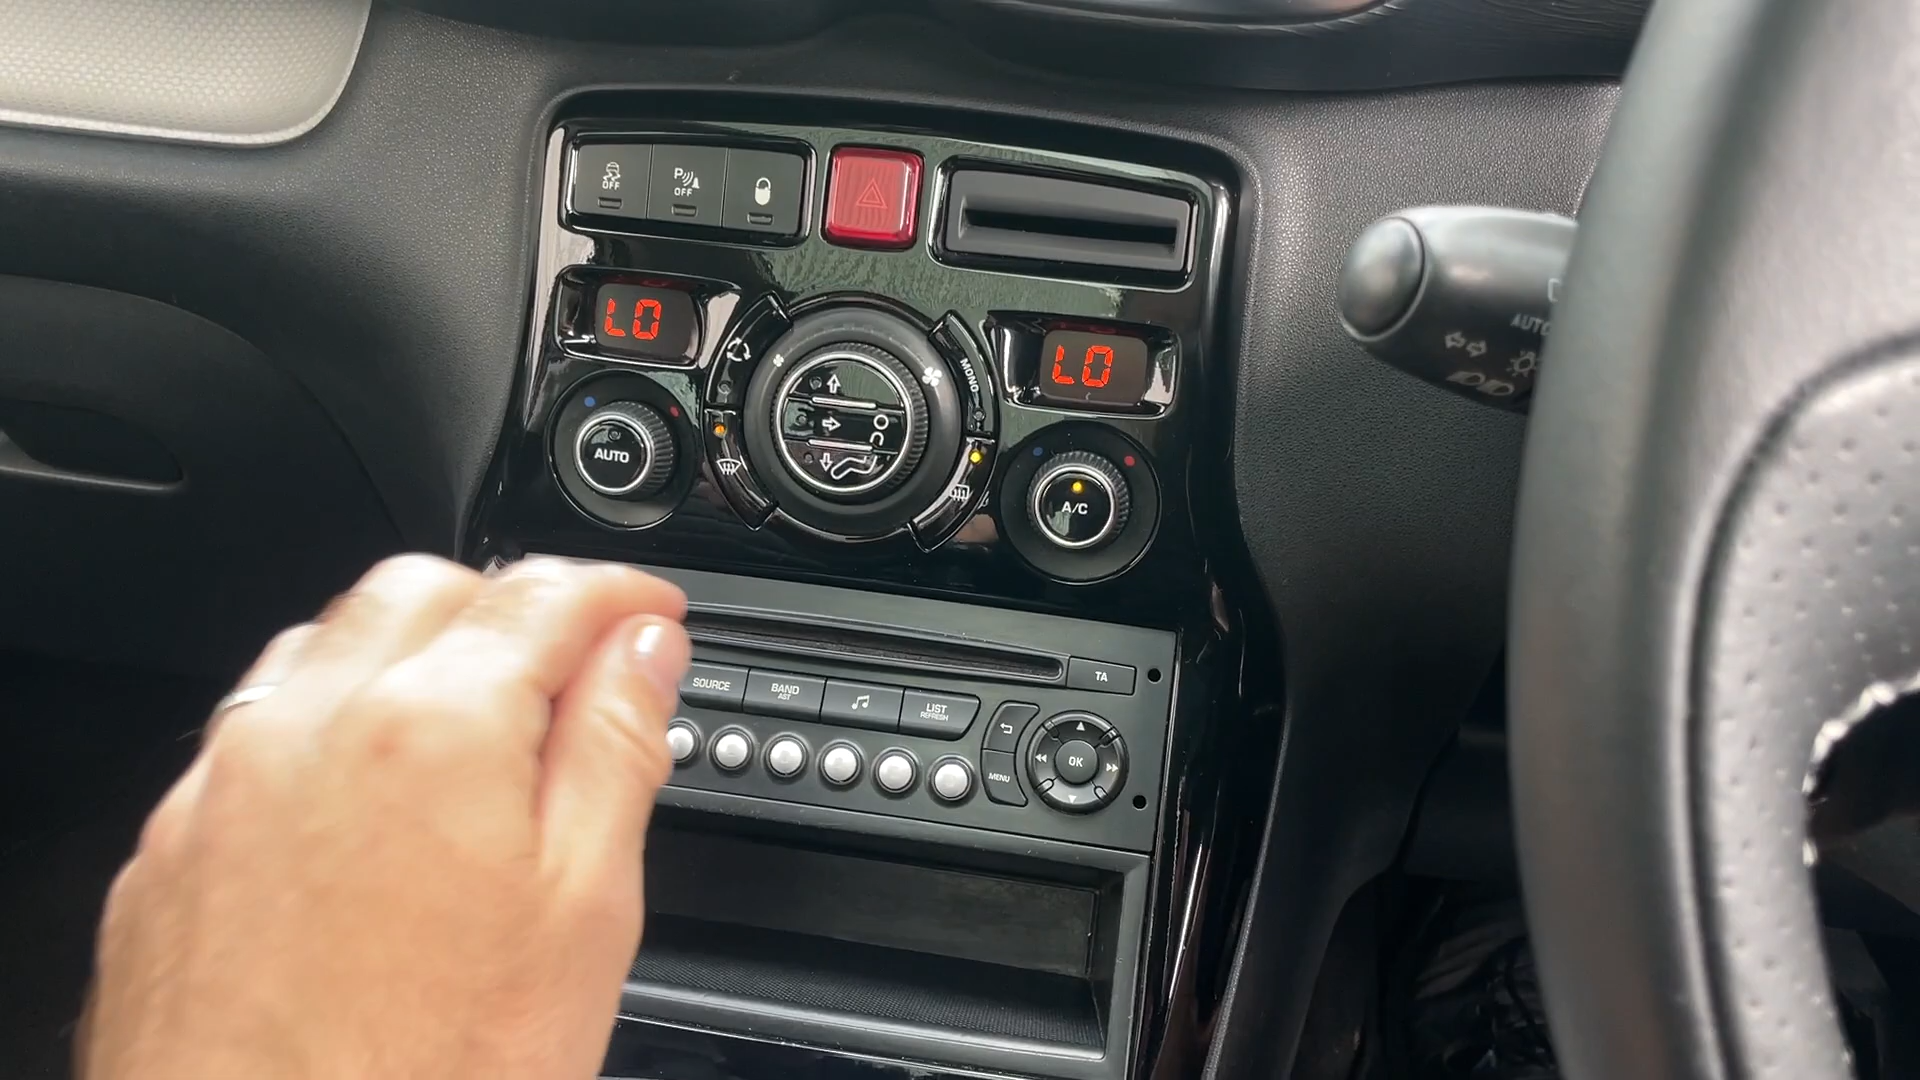 OFF
P
OFF
LO
LO
MONO
AUTO
A/C
AUTO
TA
SOURCE
BAND
AST
LIST
REFRESH
MENU
OK